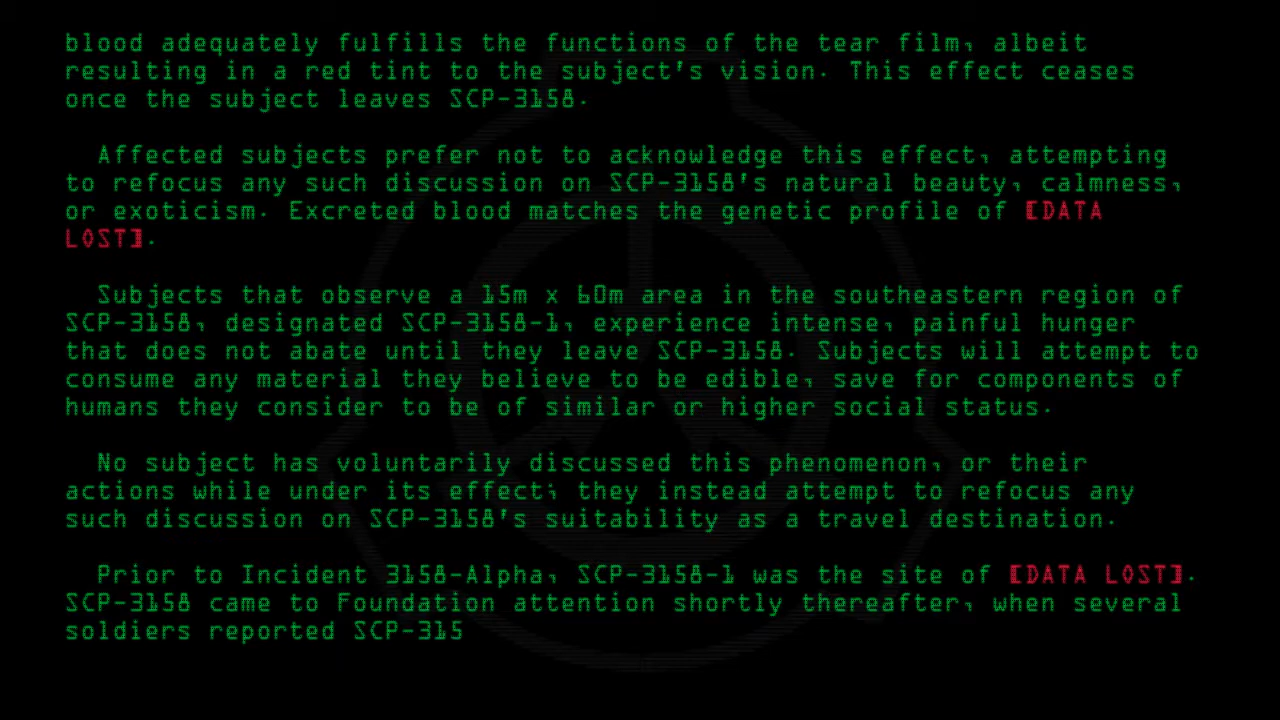 blood adequately fulfills the functions of the tear film, albeit
resulting in a red tint to the subject's vision. This effect ceases
once the subject leaves SCP-3158.
Affected subjects prefer not to acknowledge this effect, attempting
to refocus any such discussion on SCP-3158's natural beauty, calmness,
or exoticism. Excreted blood matches the genetic profile of [DATA
LOST].
Subjects that observe a 15m x 60m area in the southeastern region of
SCP-3158, designated SCP-3158-1, experience intense, painful hunger
that does not abate until they leave SCP-3158. Subjects will attempt to
consume any material they believe to be edible, save for components of
humans they consider to be of similar or higher social status.
No subject has voluntarily discussed this phenomenon, or their
actions while under its effect; they instead attempt to refocus any
such discussion on SCP-3158's suitability as a travel destination.
Prior to Incident 3158-Alpha, SCP-3158-1 was the site of [DATA LOST].
SCP-3158 came to Foundation attention shortly thereafter, when several
soldiers reported SCP-315